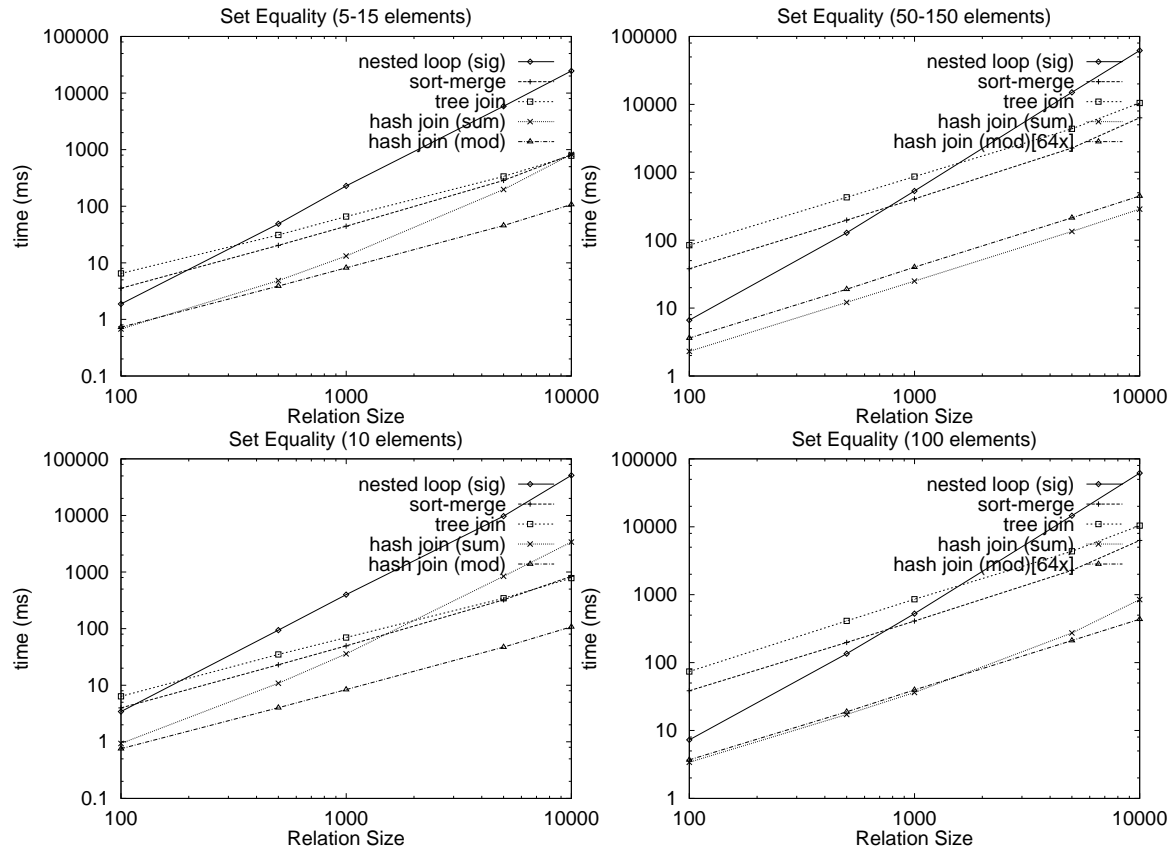 Set Equality (5-15 elements)
100000
10000
1000
100
10
1
0.1
time (ms)
nested loop (sig)
sort-merge
tree join
hash join (sum)
hash join (mod)
100
1000
10000
Relation Size
Set Equality (50-150 elements)
100000
10000
1000
100
10
1
time (ms)
nested loop (sig)
sort-merge
tree join
hash join (sum)
hash join (mod)[64x]
100
1000
10000
Relation Size
Set Equality (10 elements)
100000
10000
1000
100
10
1
0.1
time (ms)
nested loop (sig)
sort-merge
tree join
hash join (sum)
hash join (mod)
100
1000
10000
Relation Size
Set Equality (100 elements)
100000
10000
1000
100
10
1
time (ms)
nested loop (sig)
sort-merge
tree join
hash join (sum)
hash join (mod)[64x]
100
1000
10000
Relation Size